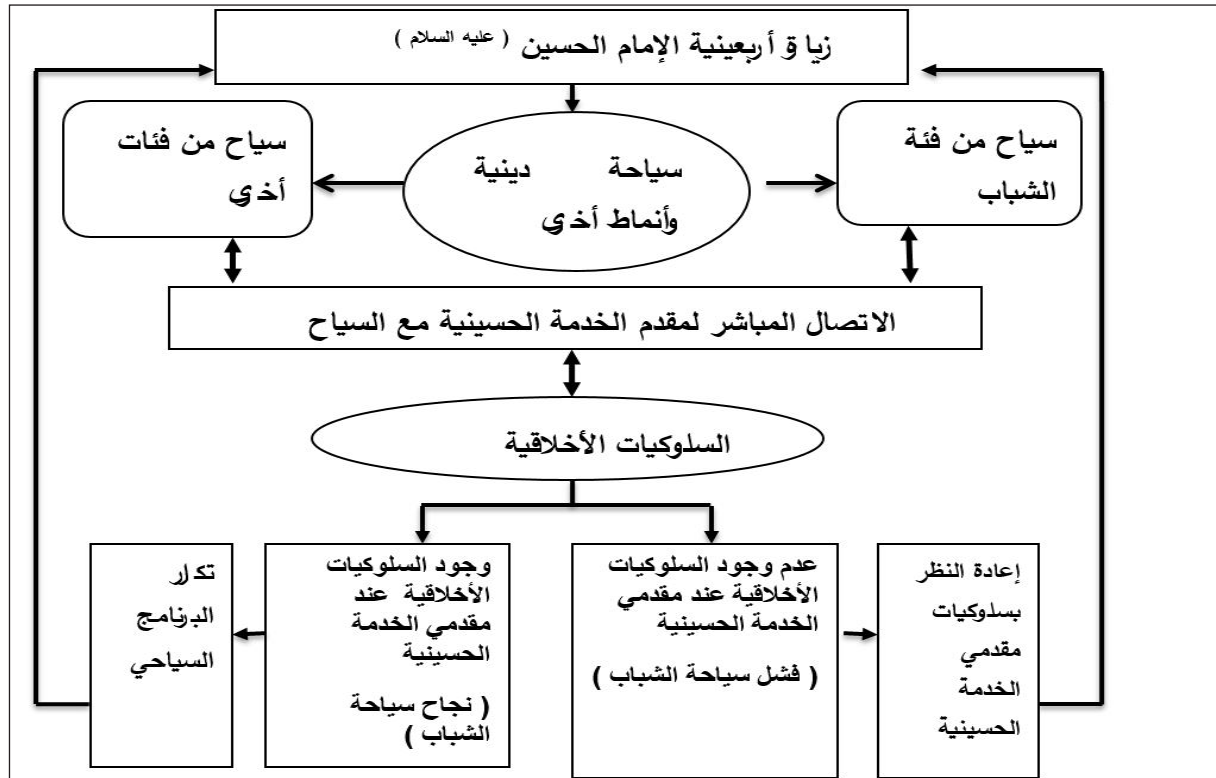 زيارة أربعينية الإمام الحسين ( عليه السلام )
سياح من فئة
الشباب
سياحة دينية
وأنماط أخرى
سياح من فئات
أخرى
الاتصال المباشر لمقدم الخدمة الحسينية مع السياح
السلوكيات الأخلاقية
إعادة النظر
بسلوكيات
مقدمي
الخدمة
الحسينية
عدم وجود السلوكيات
الأخلاقية عند مقدمي
الخدمة الحسينية
( فشل سياحة الشباب )
وجود السلوكيات
الأخلاقية عند
مقدمي الخدمة
الحسينية
( نجاح سياحة
الشباب )
تكرار
البرنامج
السياحي